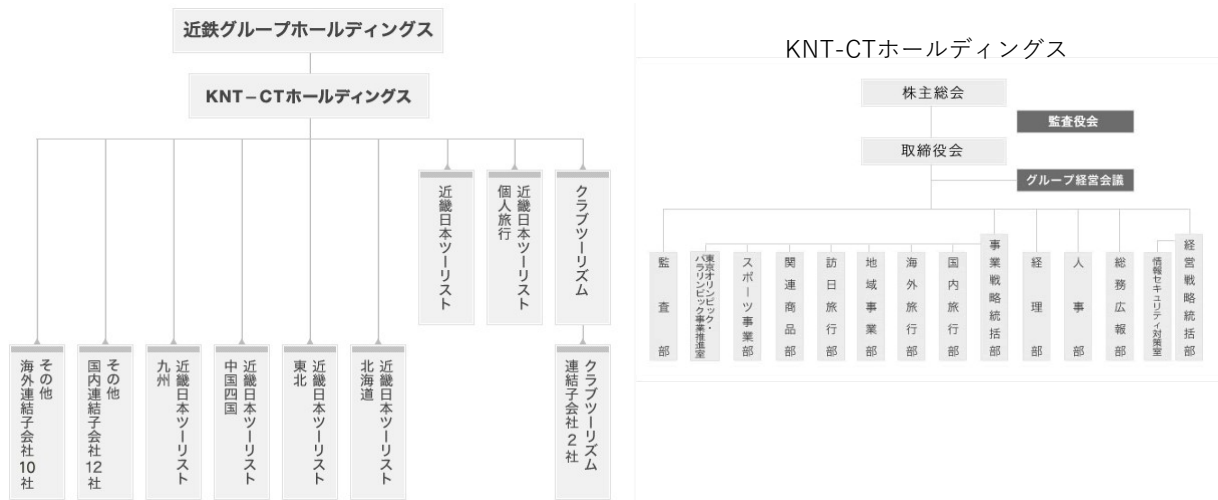 近鉄グループホールディングス
KNT−CTホールディングス
クラブツーリズム
近畿日本ツーリスト
個人旅行
近畿日本ツーリスト
クラブツーリズム
連結子会社2社
近畿日本ツーリスト
北海道
近畿日本ツーリスト
東北
近畿日本ツーリスト
中国四国
近畿日本ツーリスト
九州
その他
国内連結子会社12社
その他
海外連結子会社10社
KNT-CTホールディングス
株主総会
監査役会
取締役会
グループ経営会議
経営戦略統括部
情報セキュリティ対策室
総務広報部
人事部
経理部
事業戦略統括部
国内旅行部
海外旅行部
地域事業部
訪日旅行部
関連商品部
スポーツ事業部
東京オリンピック・
パラリンピック事業推進室
監査部